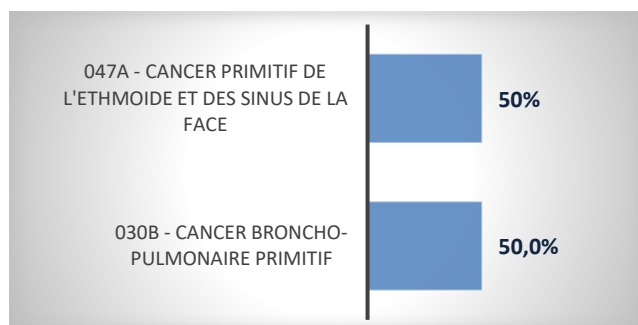 047A - CANCER PRIMITIF DE
L'ETHMOIDE ET DES SINUS DE LA
FACE
50%
030B - CANCER BRONCHO-
PULMONAIRE PRIMITIF
50,0%